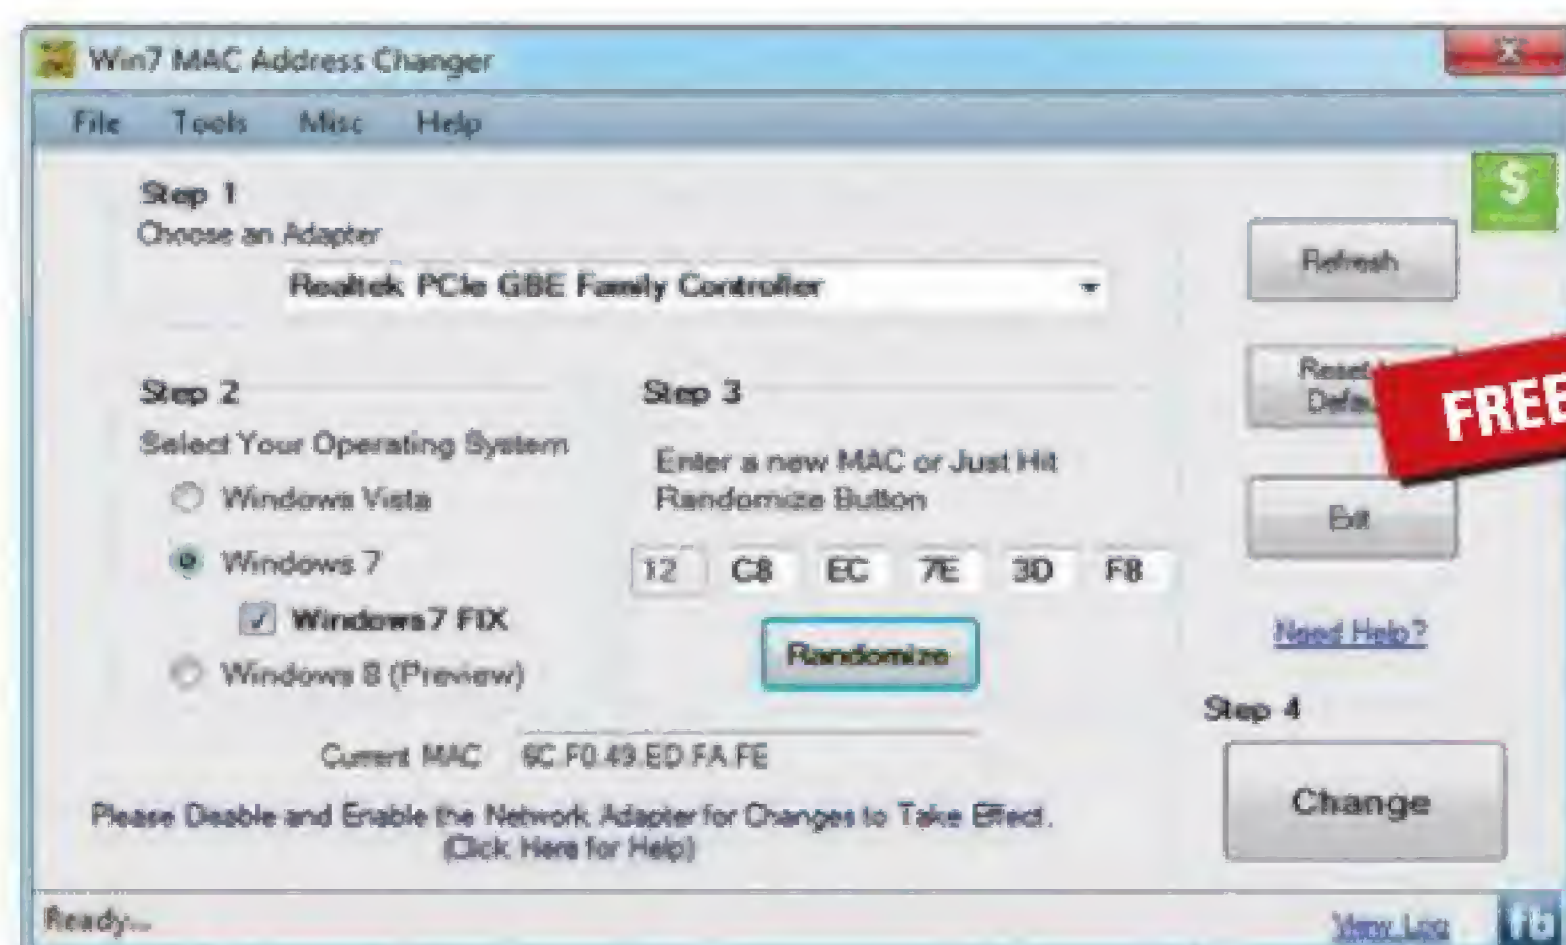 Win7 MAC Address Changer
File Tools Misc Help
Step 1
Choose an Adapter
Realtek PCIe GBE Family Controller
Refresh
Reset
FREE
Step 2
Select Your Operating System
Windows Vista
Windows 7
Windows7 FIX
Windows 8 (Preview)
Step 3
Enter a new MAC or Just Hit
Randomize Button
12 C8 EC 7E 3D F8
Randomize
Exit
Need Help?
Current MAC 6C.F0.49.ED.FA.FE
Step 4
Change
Please Disable and Enable the Network Adapter for Changes to Take Effect.
(Click Here for Help)
Ready...
View Log
fb